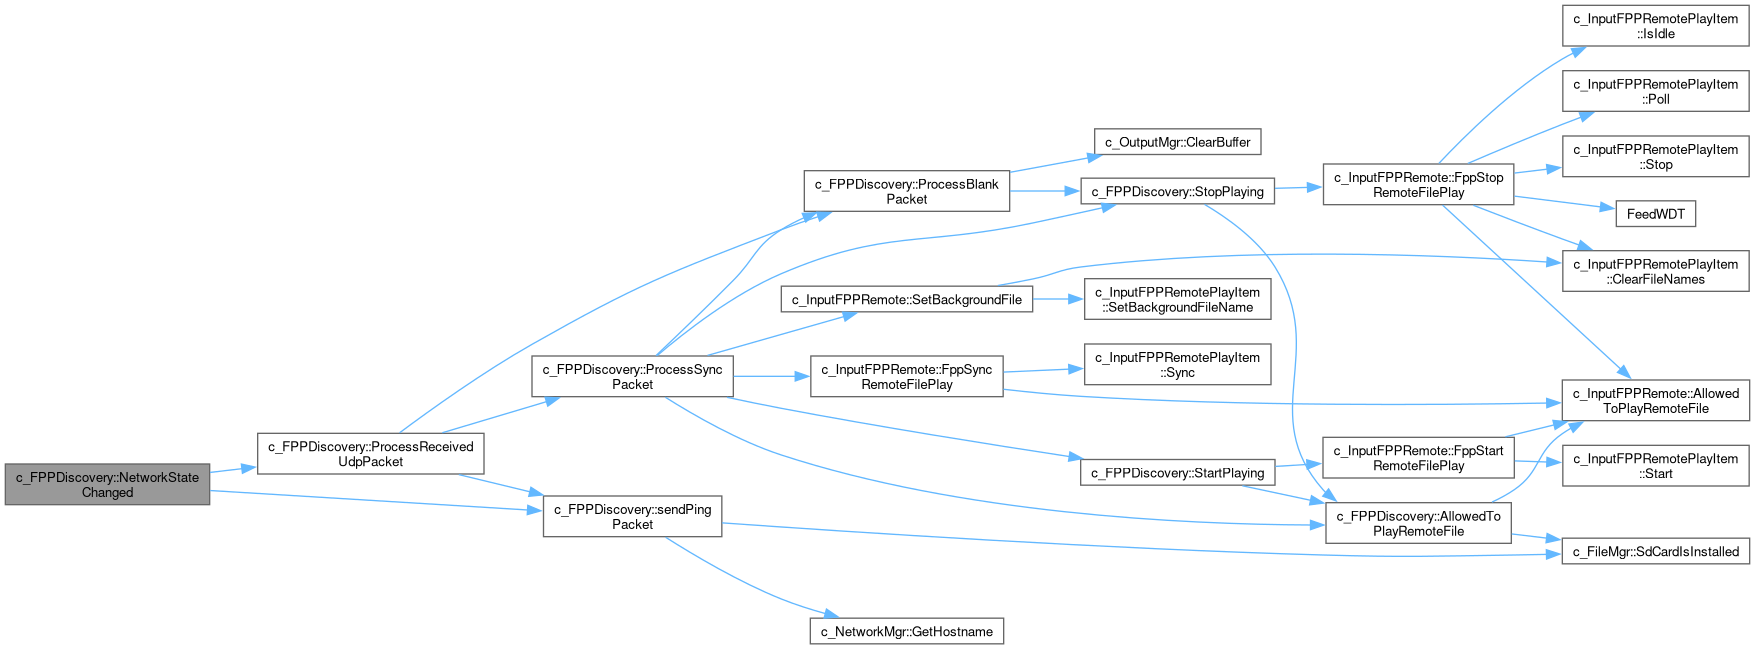 c_FPPDiscovery::NetworkState
Changed
c_FPPDiscovery::ProcessReceived
UdpPacket
c_FPPDiscovery::ProcessSync
Packet
c_FPPDiscovery::sendPing
Packet
c_FPPDiscovery::ProcessBlank
Packet
c_InputFPPRemote::SetBackgroundFile
c_InputFPPRemote::FppSync
RemoteFilePlay
c_NetworkMgr::GetHostname
c_OutputMgr::ClearBuffer
c_FPPDiscovery::StopPlaying
c_InputFPPRemotePlayItem
::SetBackgroundFileName
c_InputFPPRemotePlayItem
::Sync
c_FPPDiscovery::StartPlaying
c_InputFPPRemote::FppStop
RemoteFilePlay
c_InputFPPRemote::FppStart
RemoteFilePlay
c_FPPDiscovery::AllowedTo
PlayRemoteFile
c_InputFPPRemotePlayItem
::IsIdle
c_InputFPPRemotePlayItem
::Poll
c_InputFPPRemotePlayItem
::Stop
FeedWDT
c_InputFPPRemotePlayItem
::ClearFileNames
c_InputFPPRemote::Allowed
ToPlayRemoteFile
c_InputFPPRemotePlayItem
::Start
c_FileMgr::SdCardIsInstalled